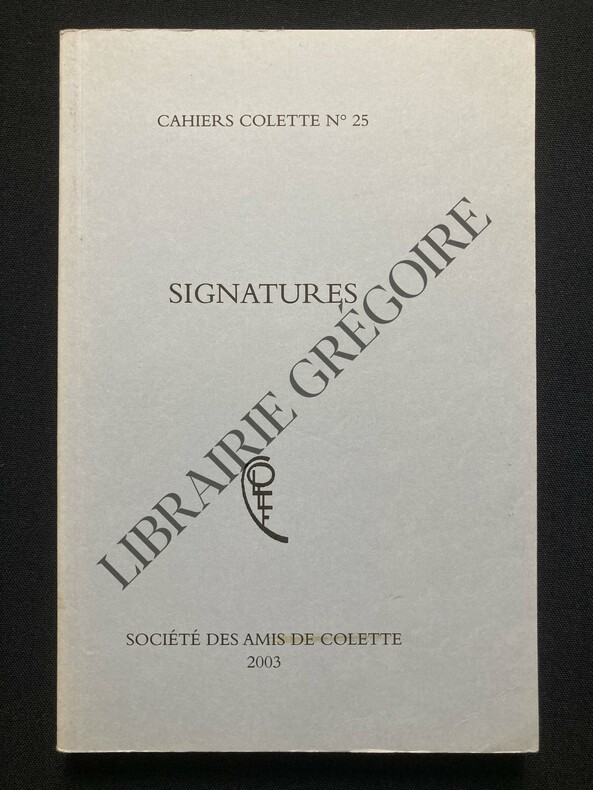 CAHIERS COLETTE N° 25
SIGNATURES
LIBRAIRIE GRÉGOIRE
SOCIÉTÉ DES AMIS DE COLETTE
2003